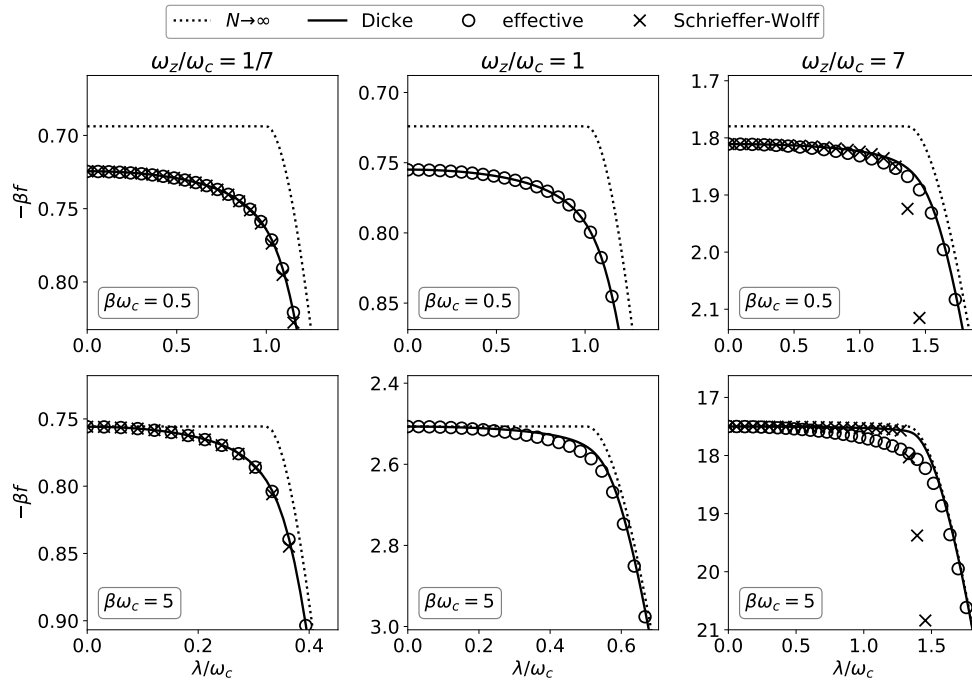 N→∞ Dicke effective Schrieffer-Wolff
ω_z/ω_c = 1/7 ω_z/ω_c = 1 ω_z/ω_c = 7
−βf
0.70
0.75
0.80
βω_c = 0.5
0.0 0.5 1.0
0.70
0.75
0.80
0.85
βω_c = 0.5
0.0 0.5 1.0
1.7
1.8
1.9
2.0
2.1
βω_c = 0.5
0.0 0.5 1.0 1.5
−βf
0.75
0.80
0.85
0.90
βω_c = 5
0.0 0.2 0.4
λ/ω_c
2.4
2.6
2.8
3.0
βω_c = 5
0.0 0.2 0.4 0.6
λ/ω_c
17
18
19
20
21
βω_c = 5
0.0 0.5 1.0 1.5
λ/ω_c